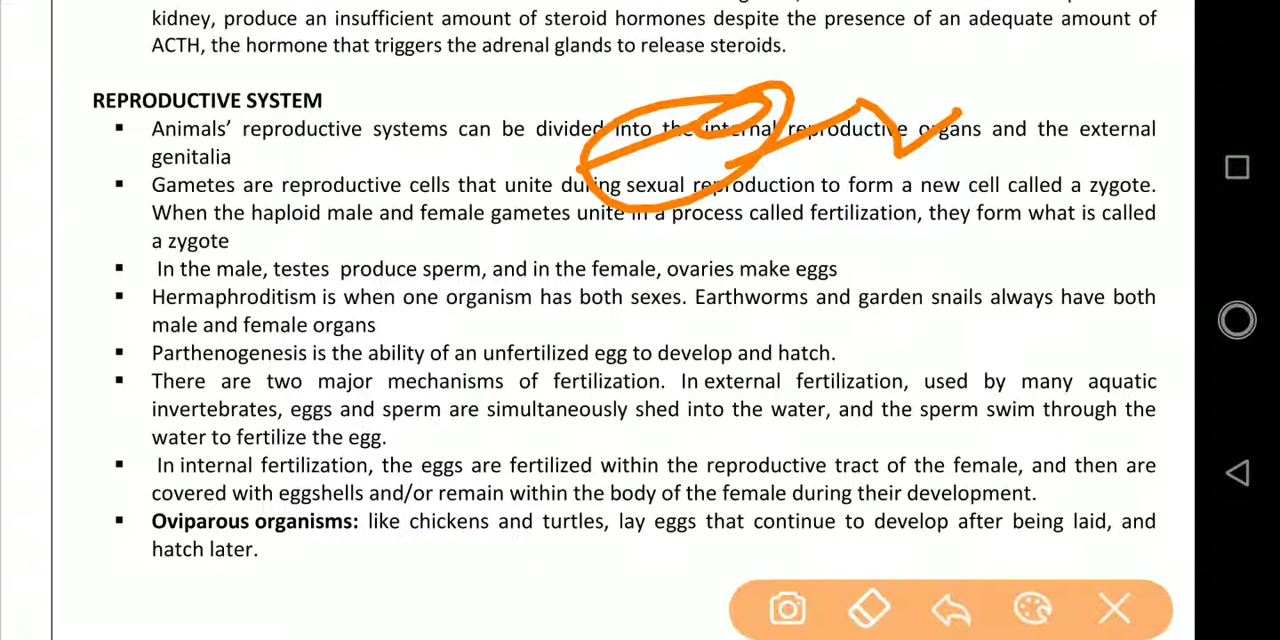 kidney, produce an insufficient amount of steroid hormones despite the presence of an adequate amount of
ACTH, the hormone that triggers the adrenal glands to release steroids.
REPRODUCTIVE SYSTEM
▪ Animals’ reproductive systems can be divided into the internal reproductive organs and the external
genitalia
▪ Gametes are reproductive cells that unite during sexual reproduction to form a new cell called a zygote.
When the haploid male and female gametes unite in a process called fertilization, they form what is called
a zygote
▪ In the male, testes produce sperm, and in the female, ovaries make eggs
▪ Hermaphroditism is when one organism has both sexes. Earthworms and garden snails always have both
male and female organs
▪ Parthenogenesis is the ability of an unfertilized egg to develop and hatch.
▪ There are two major mechanisms of fertilization. In external fertilization, used by many aquatic
invertebrates, eggs and sperm are simultaneously shed into the water, and the sperm swim through the
water to fertilize the egg.
▪ In internal fertilization, the eggs are fertilized within the reproductive tract of the female, and then are
covered with eggshells and/or remain within the body of the female during their development.
▪ Oviparous organisms: like chickens and turtles, lay eggs that continue to develop after being laid, and
hatch later.